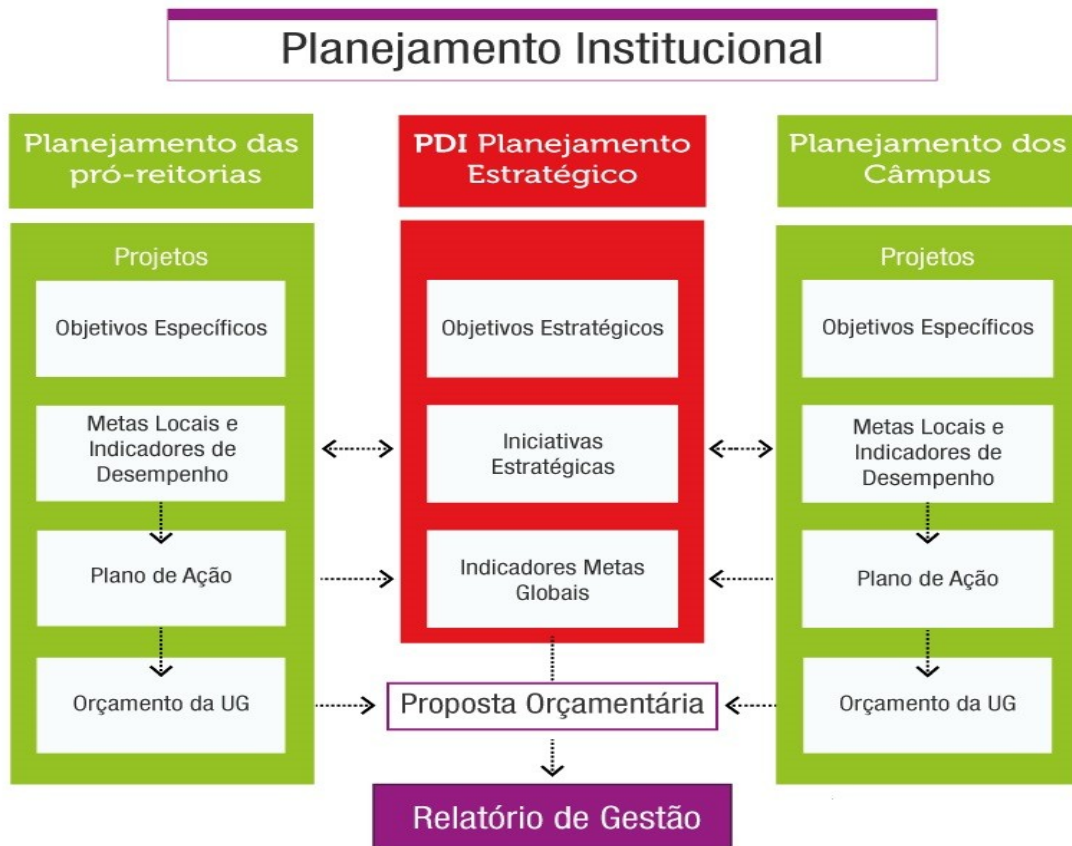 Planejamento Institucional
Planejamento das
pró-reitorias
Projetos
Objetivos Específicos
Metas Locais e
Indicadores de
Desempenho
Plano de Ação
Orçamento da UG
PDI Planejamento
Estratégico
Objetivos Estratégicos
Iniciativas
Estratégicas
Indicadores Metas
Globais
Planejamento dos
Câmpus
Projetos
Objetivos Específicos
Metas Locais e
Indicadores de
Desempenho
Plano de Ação
Orçamento da UG
Proposta Orçamentária
Relatório de Gestão